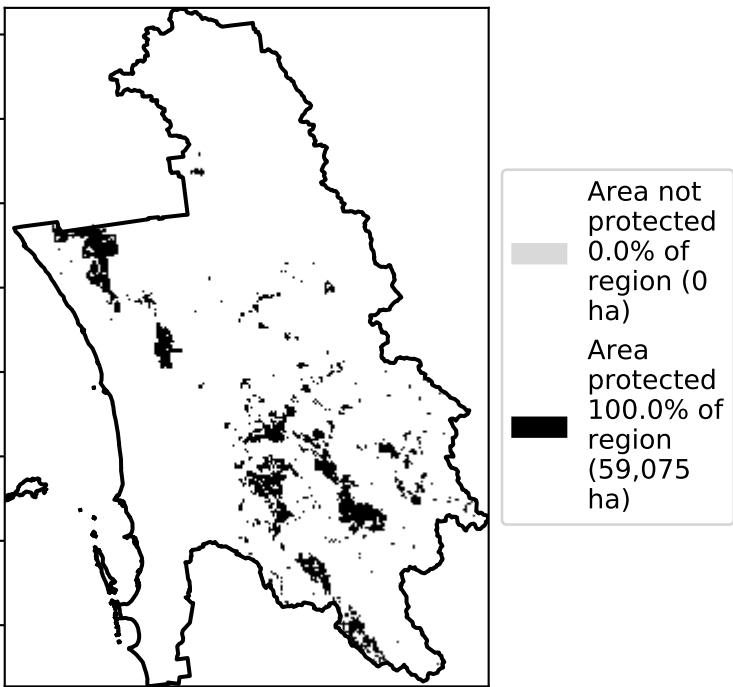 Area not
protected
0.0% of
region (0
ha)
Area
protected
100.0% of
region
(59,075
ha)